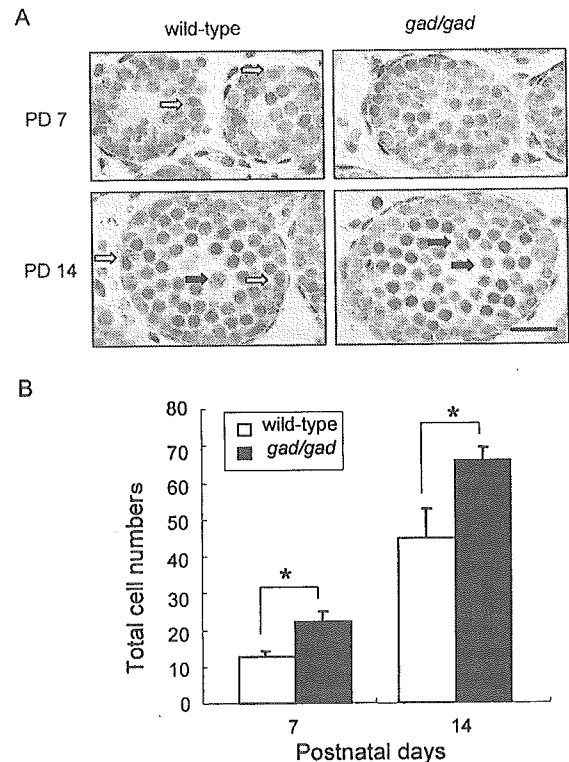 A
wild-type gad/gad
PD 7
PD 14
B
80
70
60
50
40
30
20
10
0
Total cell numbers
wild-type
gad/gad
*
*
7 14
Postnatal days